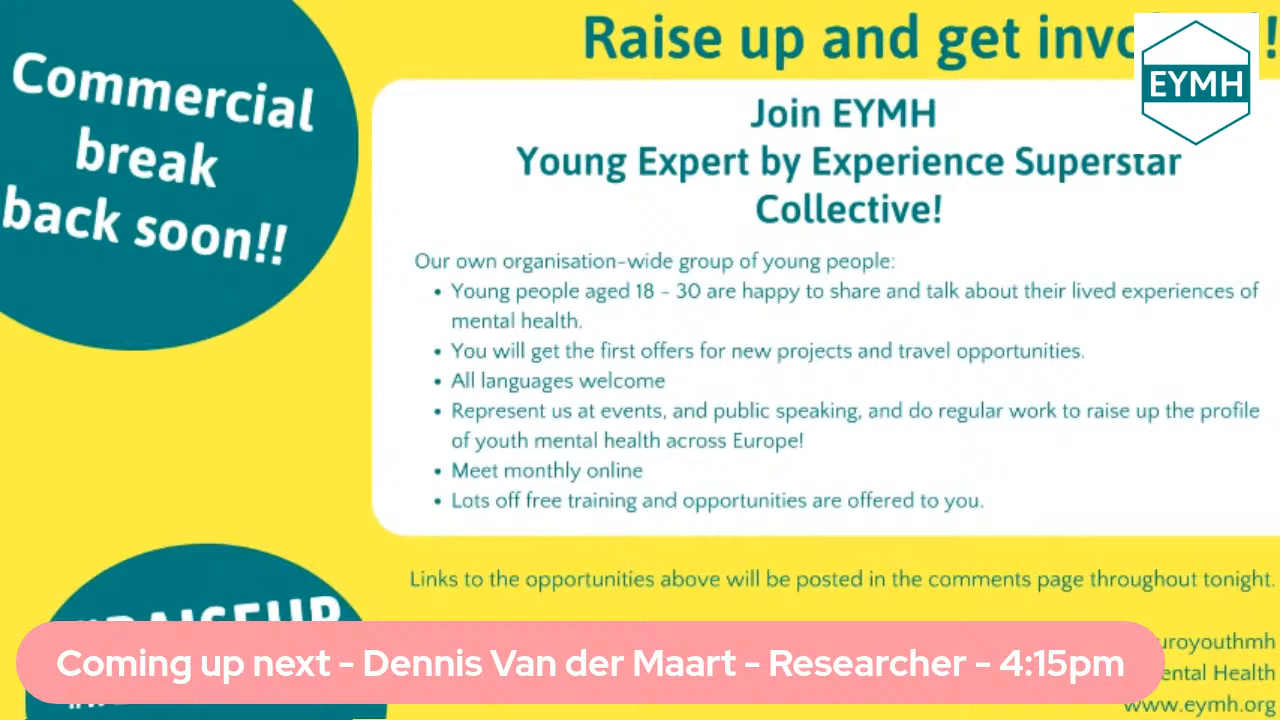 Commercial
break
back soon!!
Raise up and get
EYMH
Join EYMH
Young Expert by Experience Superstar
Collective!
Our own organisation-wide group of young people:
• Young people aged 18 - 30 are happy to share and talk about their lived experiences of
mental health.
• You will get the first offers for new projects and travel opportunities.
• All languages welcome
• Represent us at events, and public speaking, and do regular work to raise up the profile
of youth mental health across Europe!
• Meet monthly online
• Lots off free training and opportunities are offered to you.
Links to the opportunities above will be posted in the comments page throughout tonight.
#RAISEUP
Coming up next - Dennis Van der Maart - Researcher - 4:15pm
Health
www.eymh.org